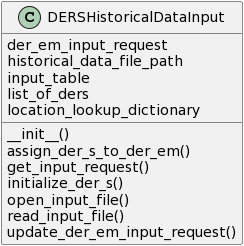 C DERSHistoricalDataInput
der_em_input_request
historical_data_file_path
input_table
list_of_ders
location_lookup_dictionary
__init__()
assign_der_s_to_der_em()
get_input_request()
initialize_der_s()
open_input_file()
read_input_file()
update_der_em_input_request()